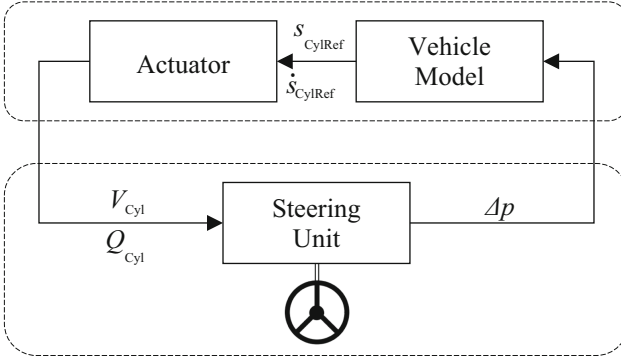 Actuator
s_CylRef
ṡ_CylRef
Vehicle
Model
V_Cyl
Q_Cyl
Steering
Unit
Δp